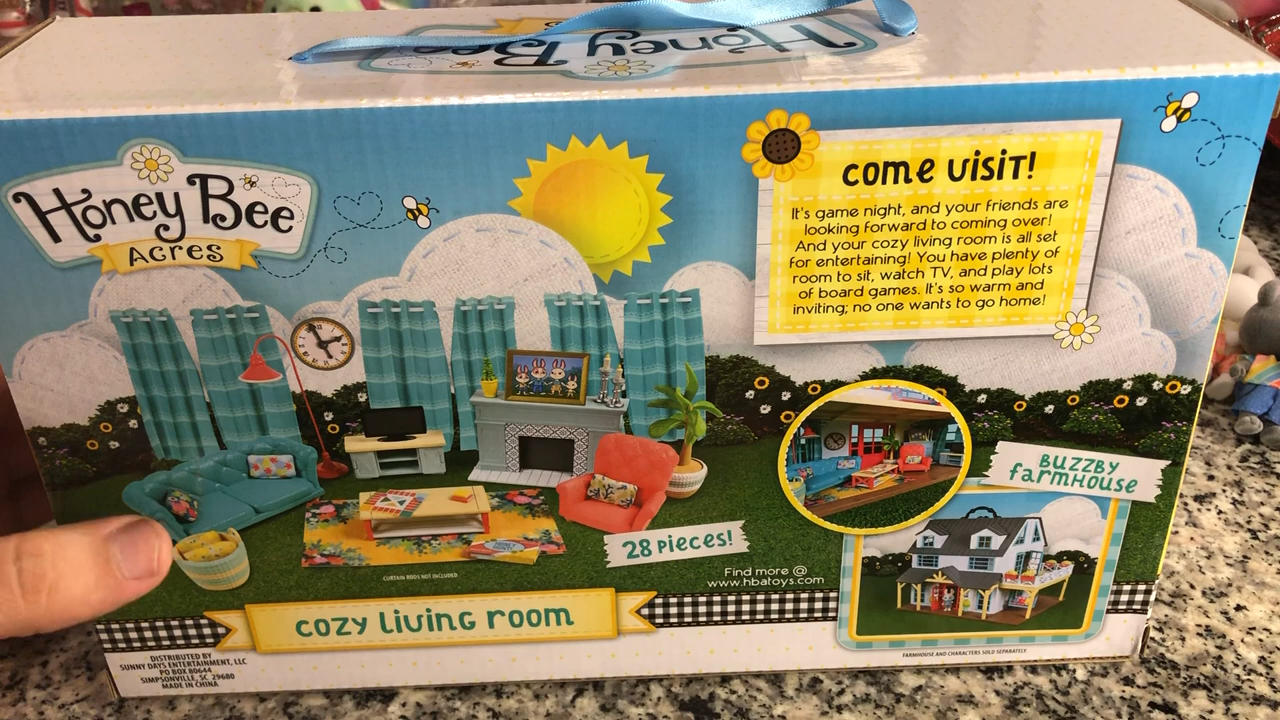 Honey Bee
Honey Bee
Acres
come visit!
It's game night, and your friends are
looking forward to coming over!
And your cozy living room is all set
for entertaining! You have plenty of
room to sit, watch TV, and play lots
of board games. It's so warm and
inviting; no one wants to go home!
BUZZBY
farmhouse
28 pieces!
Find more @
www.hbatoys.com
CURTAIN RODS NOT INCLUDED
cozy living room
FARMHOUSE AND CHARACTERS SOLD SEPARATELY
DISTRIBUTED BY
SUNNY DAYS ENTERTAINMENT, LLC
PO BOX 80644
SIMPSONVILLE, SC 29680
MADE IN CHINA